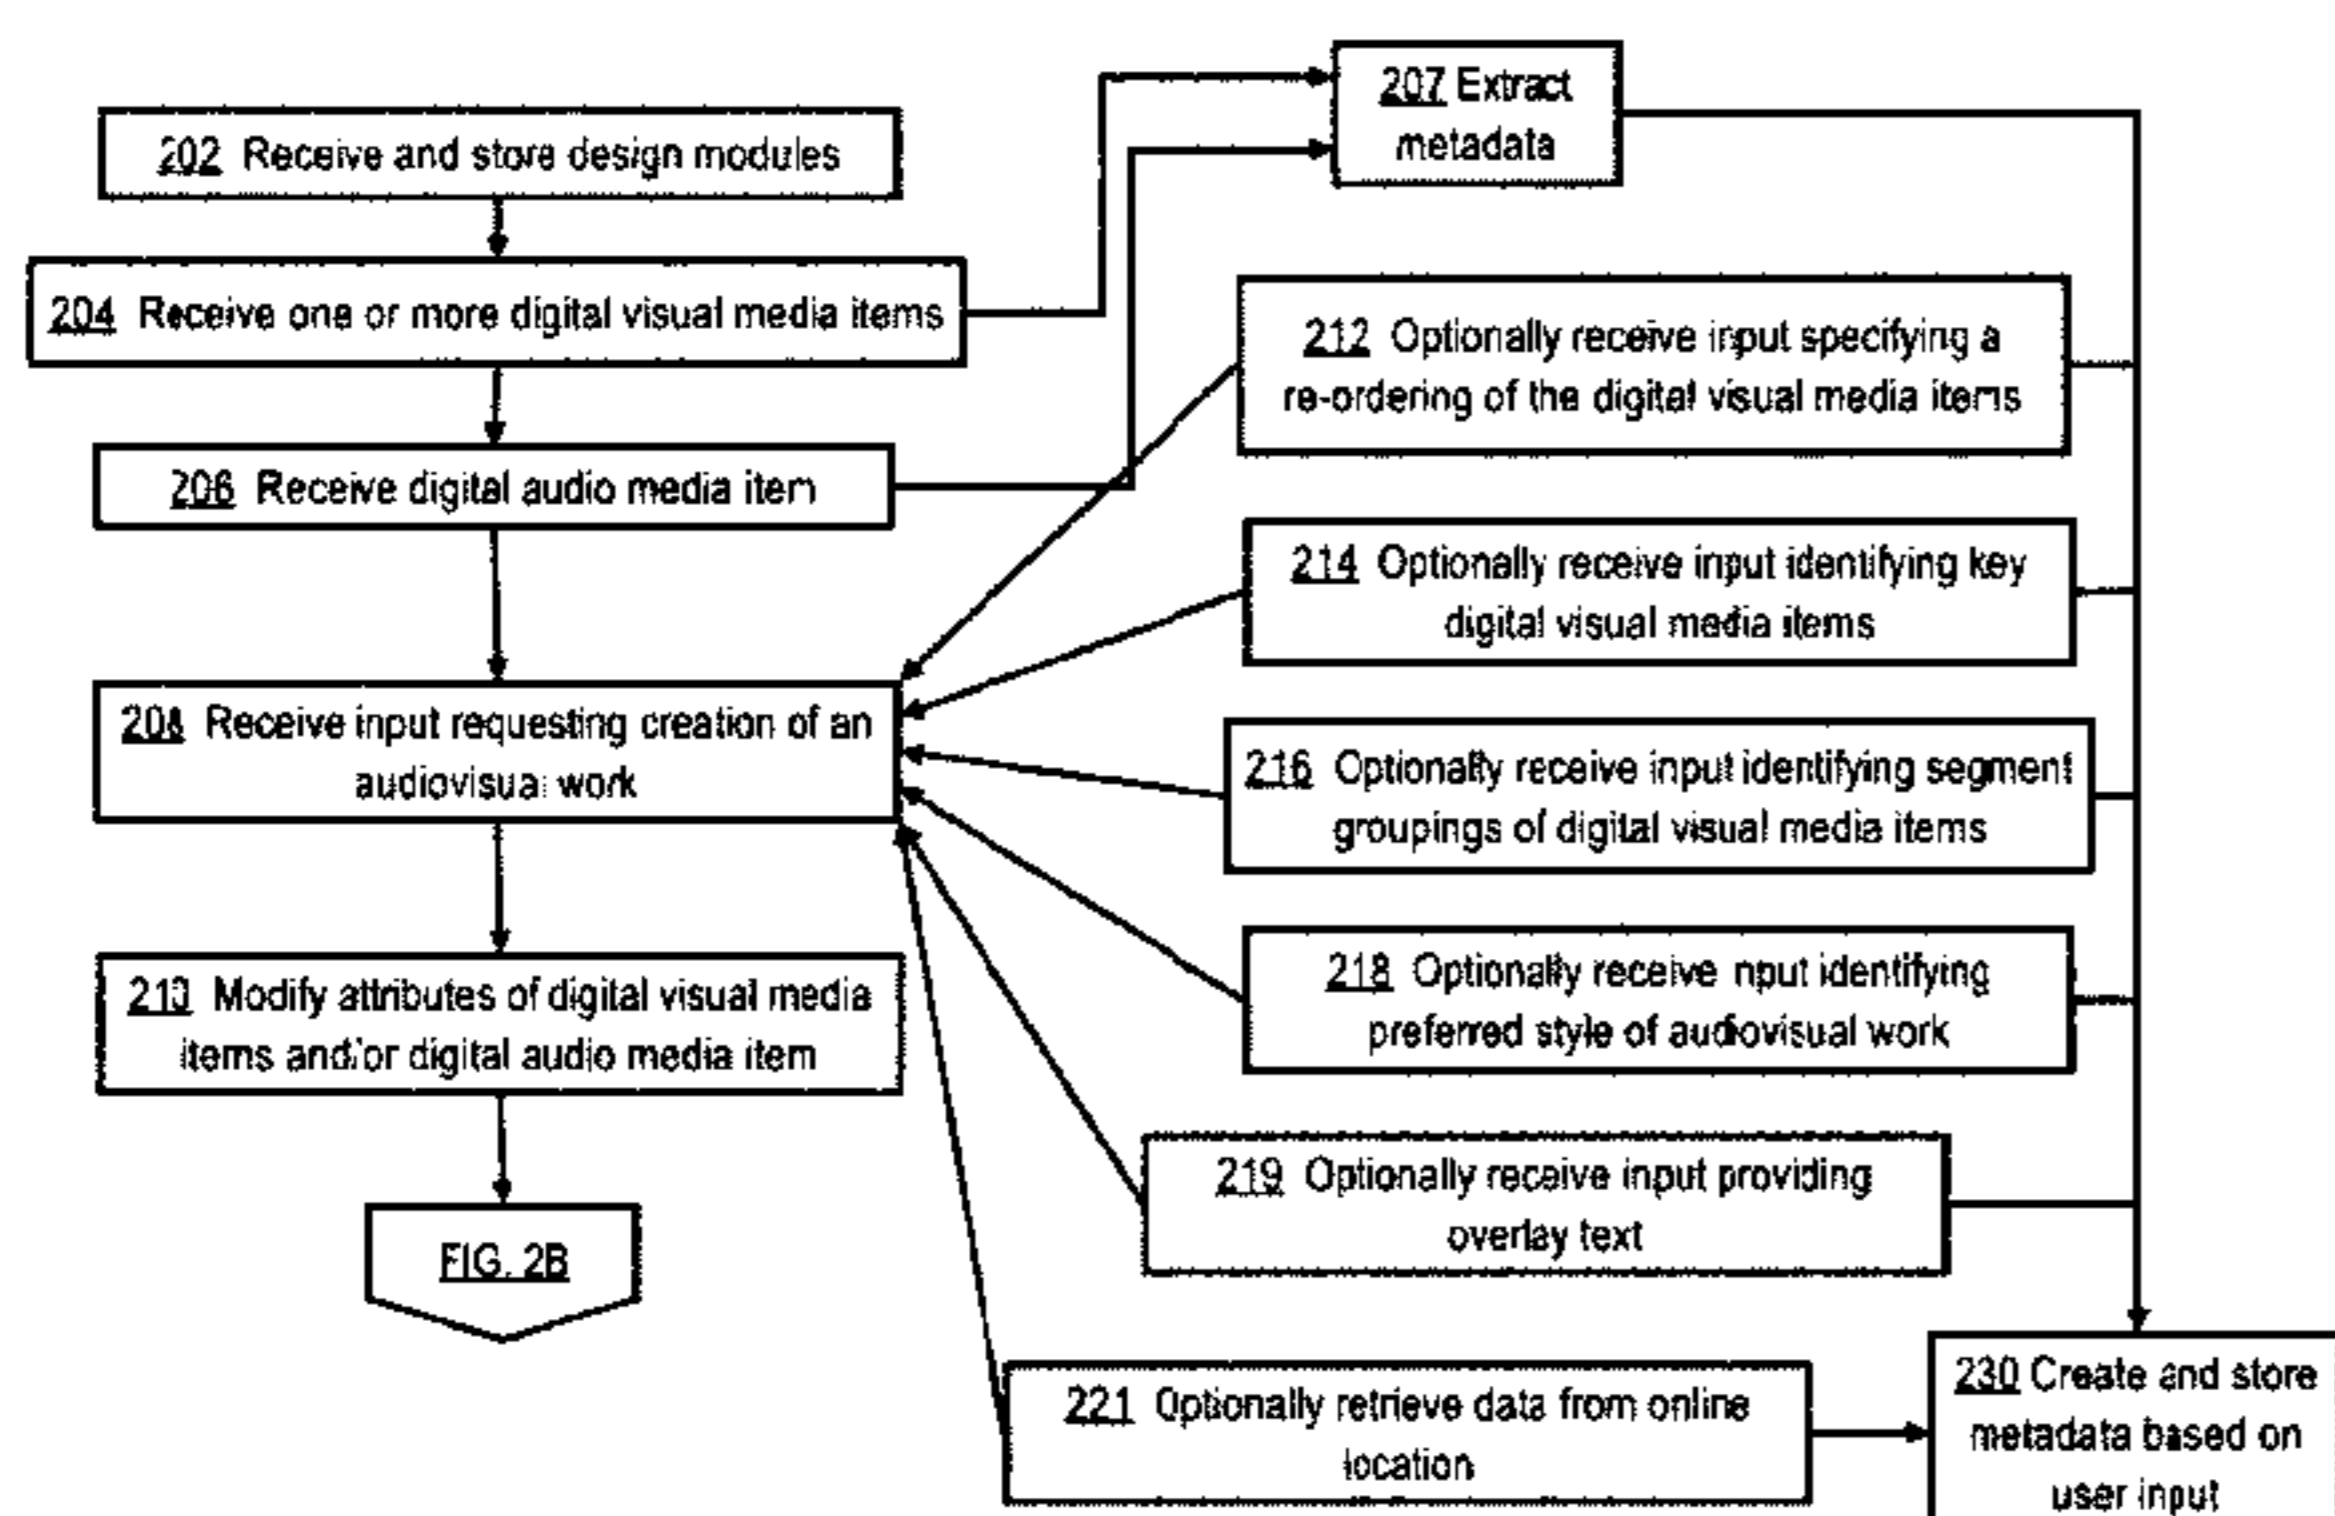 202 Receive and store design modules
204 Receive one or more digital visual media items
206 Receive digital audio media item
208 Receive input requesting creation of an
audiovisual work
210 Modify attributes of digital visual media
items and/or digital audio media item
FIG. 2B
207 Extract
metadata
212 Optionally receive input specifying a
re-ordering of the digital visual media items
214 Optionally receive input identifying key
digital visual media items
216 Optionally receive input identifying segment
groupings of digital visual media items
218 Optionally receive input identifying
preferred style of audiovisual work
219 Optionally receive input providing
overlay text
221 Optionally retrieve data from online
location
230 Create and store
metadata based on
user input